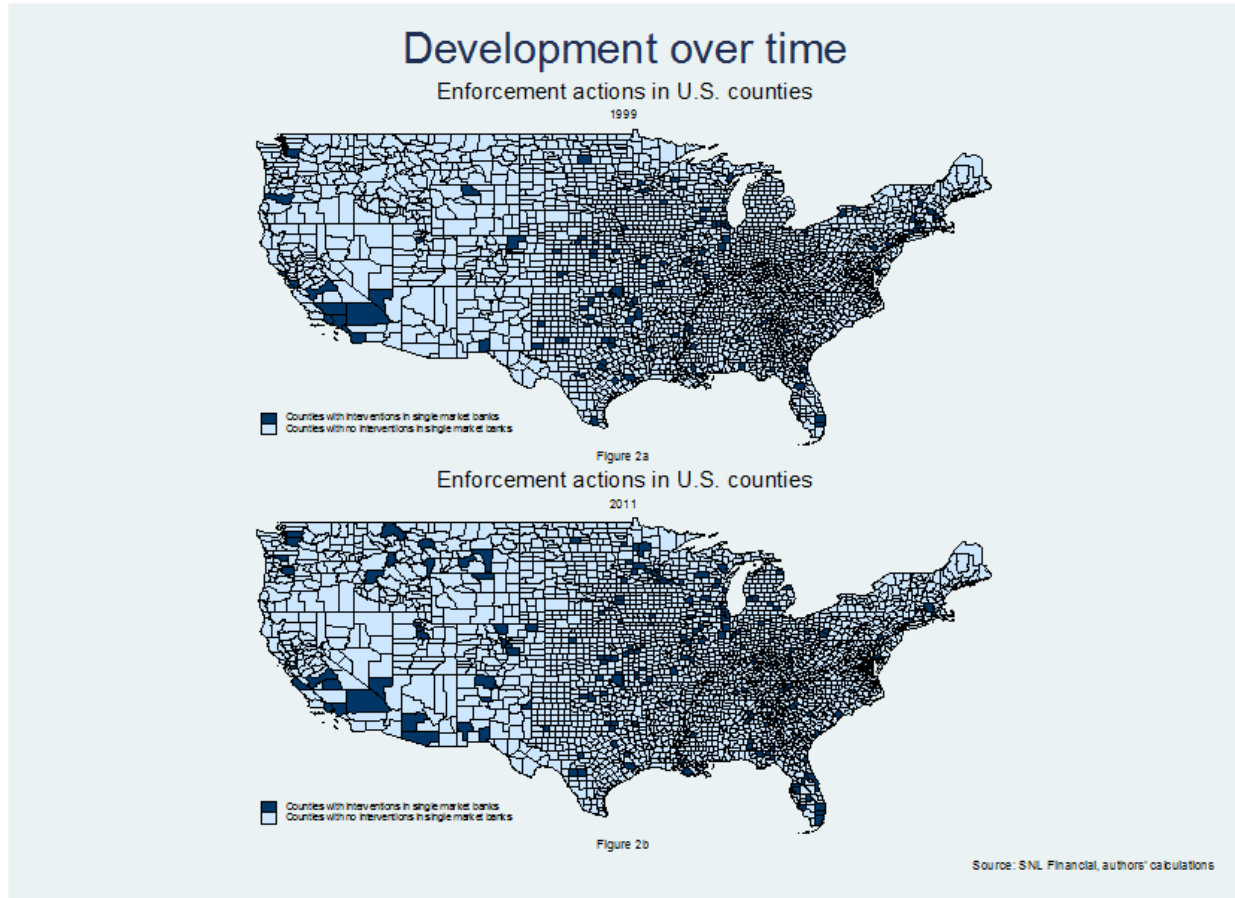 Development over time
Enforcement actions in U.S. counties
1999
Counties with interventions in single market banks
Counties with no interventions in single market banks
Figure 2a
Enforcement actions in U.S. counties
2011
Counties with interventions in single market banks
Counties with no interventions in single market banks
Figure 2b
Source: SNL Financial, authors' calculations